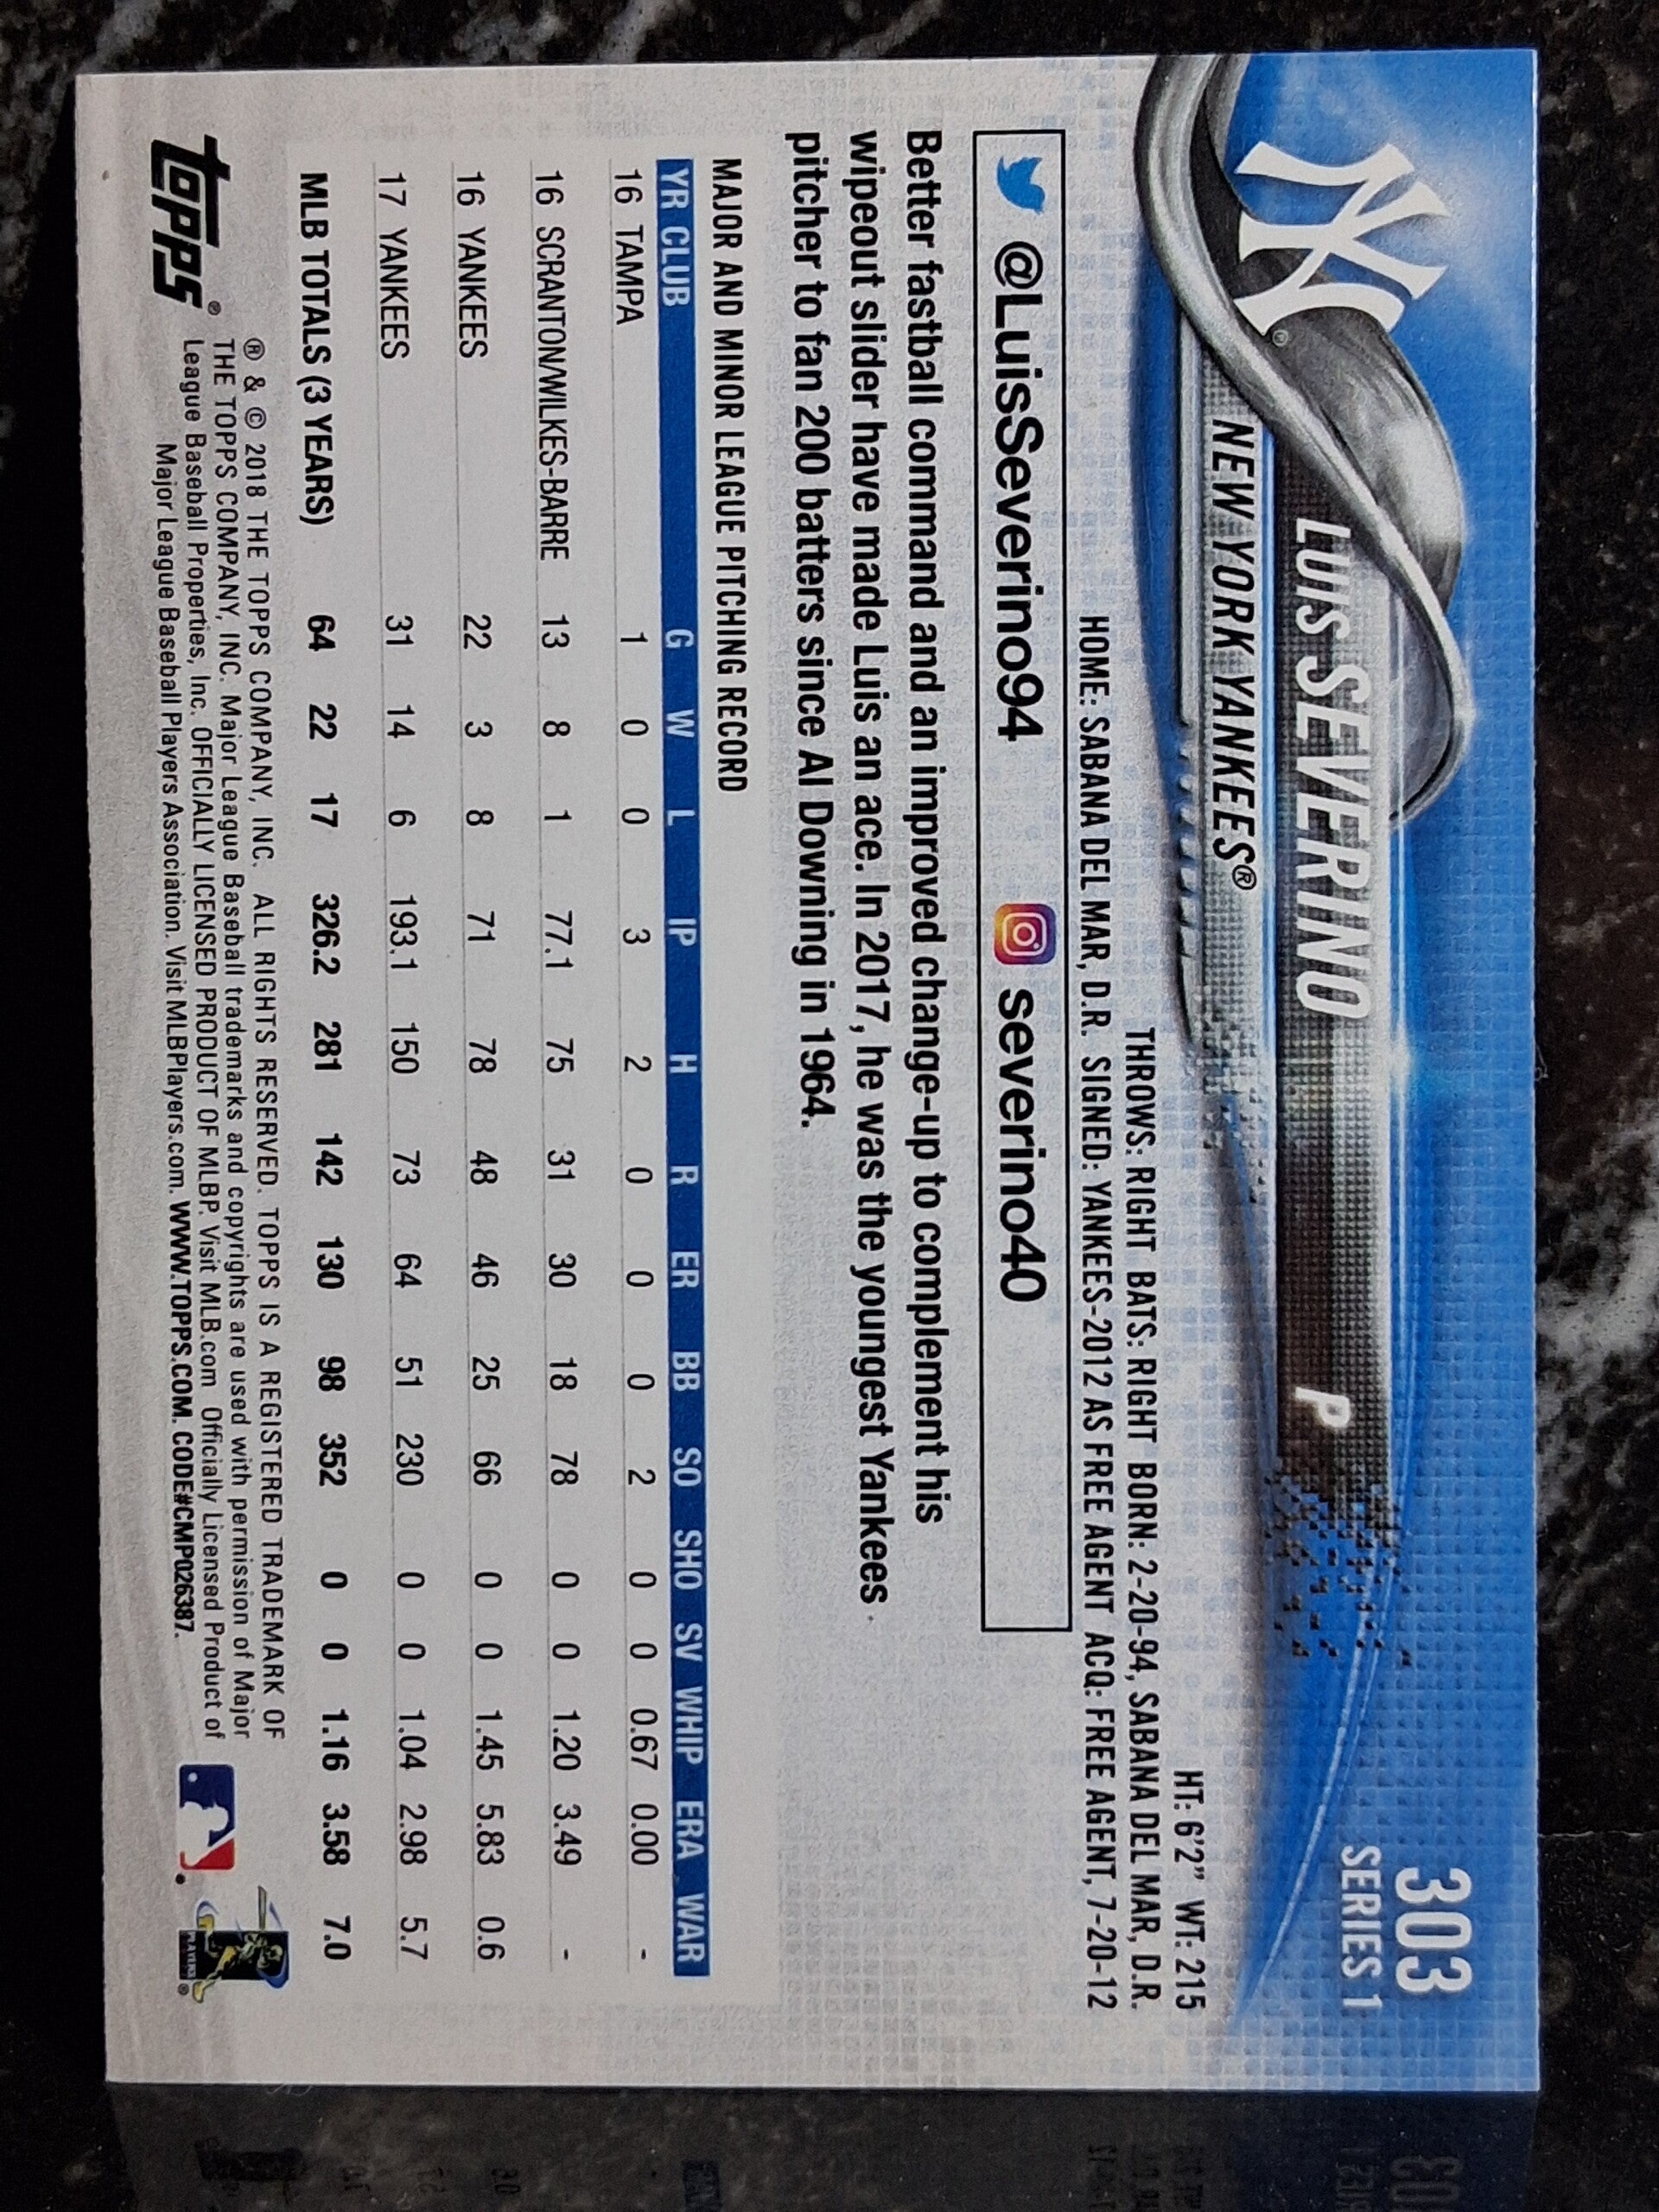 303
SERIES 1
LUIS SEVERINO P
NEW YORK YANKEES®
HT: 6'2" WT: 215
THROWS: RIGHT BATS: RIGHT BORN: 2-20-94, SABANA DEL MAR, D.R.
HOME: SABANA DEL MAR, D.R. SIGNED: YANKEES-2012 AS FREE AGENT ACQ: FREE AGENT, 7-20-12
@LuisSeverino94 severino40
Better fastball command and an improved change-up to complement his
wipeout slider have made Luis an ace. In 2017, he was the youngest Yankees
pitcher to fan 200 batters since Al Downing in 1964.
MAJOR AND MINOR LEAGUE PITCHING RECORD
YR CLUB G W L IP H R ER BB SO SHO SV WHIP ERA WAR
16 TAMPA 1 0 0 3 2 0 0 0 2 0 0 0.67 0.00 -
16 SCRANTON/WILKES-BARRE 13 8 1 77.1 75 31 30 18 78 0 0 1.20 3.49 -
16 YANKEES 22 3 8 71 78 48 46 25 66 0 0 1.45 5.83 0.6
17 YANKEES 31 14 6 193.1 150 73 64 51 230 0 0 1.04 2.98 5.7
MLB TOTALS (3 YEARS) 64 22 17 326.2 281 142 130 98 352 0 0 1.16 3.58 7.0
topps®
® & © 2018 THE TOPPS COMPANY, INC. ALL RIGHTS RESERVED. TOPPS IS A REGISTERED TRADEMARK OF
THE TOPPS COMPANY, INC. Major League Baseball trademarks and copyrights are used with permission of Major
League Baseball Properties, Inc. OFFICIALLY LICENSED PRODUCT OF MLBP. Visit MLB.com Officially Licensed Product of
Major League Baseball Players Association. Visit MLBPlayers.com. WWW.TOPPS.COM. CODE#CMP026387.
PLAYERS